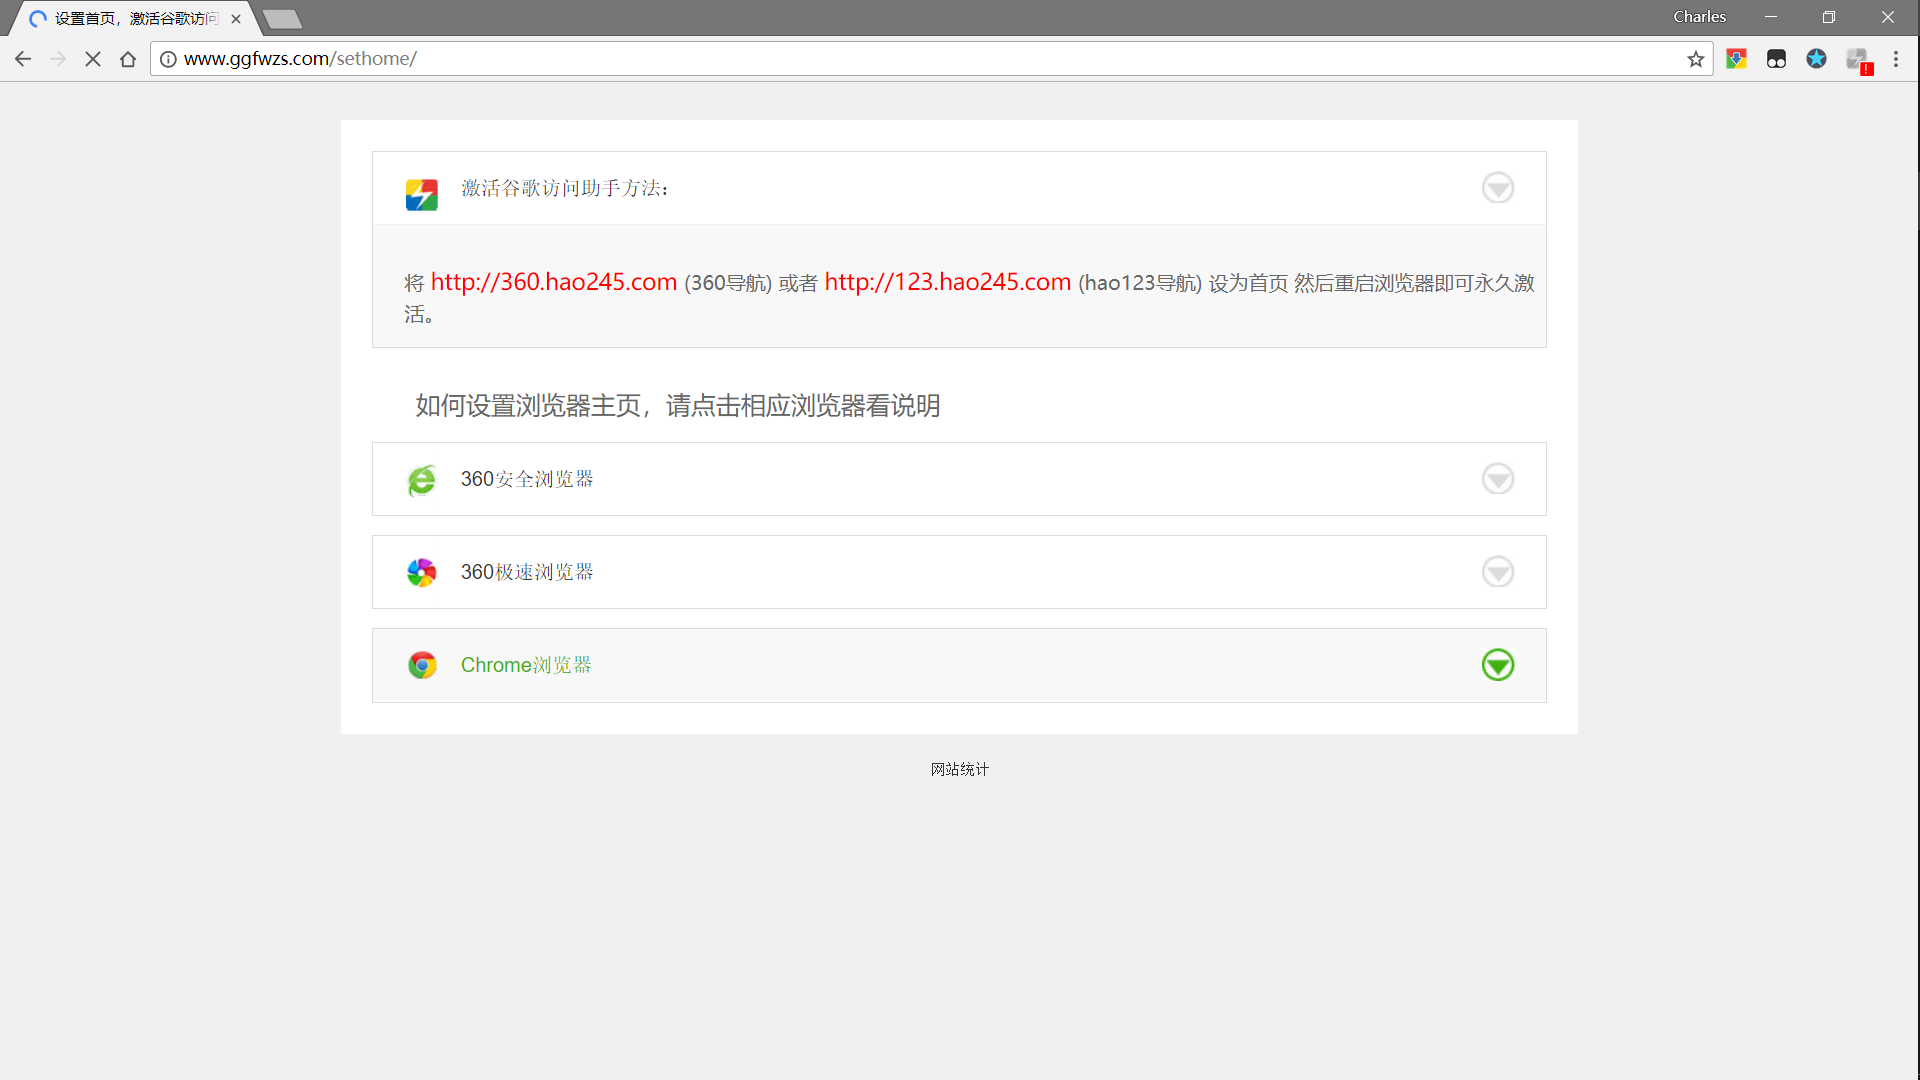 设置首页，激活谷歌访问
Charles
www.ggfwzs.com/sethome/
激活谷歌访问助手方法：
将 http://360.hao245.com (360导航) 或者 http://123.hao245.com (hao123导航) 设为首页 然后重启浏览器即可永久激
活。
如何设置浏览器主页，请点击相应浏览器看说明
360安全浏览器
360极速浏览器
Chrome浏览器
网站统计